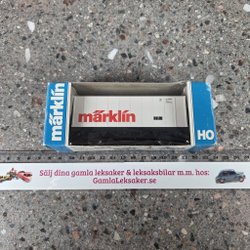 märklin
märklin
HO
Sälj dina gamla leksaker & leksaksbilar m.m. hos:
GamlaLeksaker.se